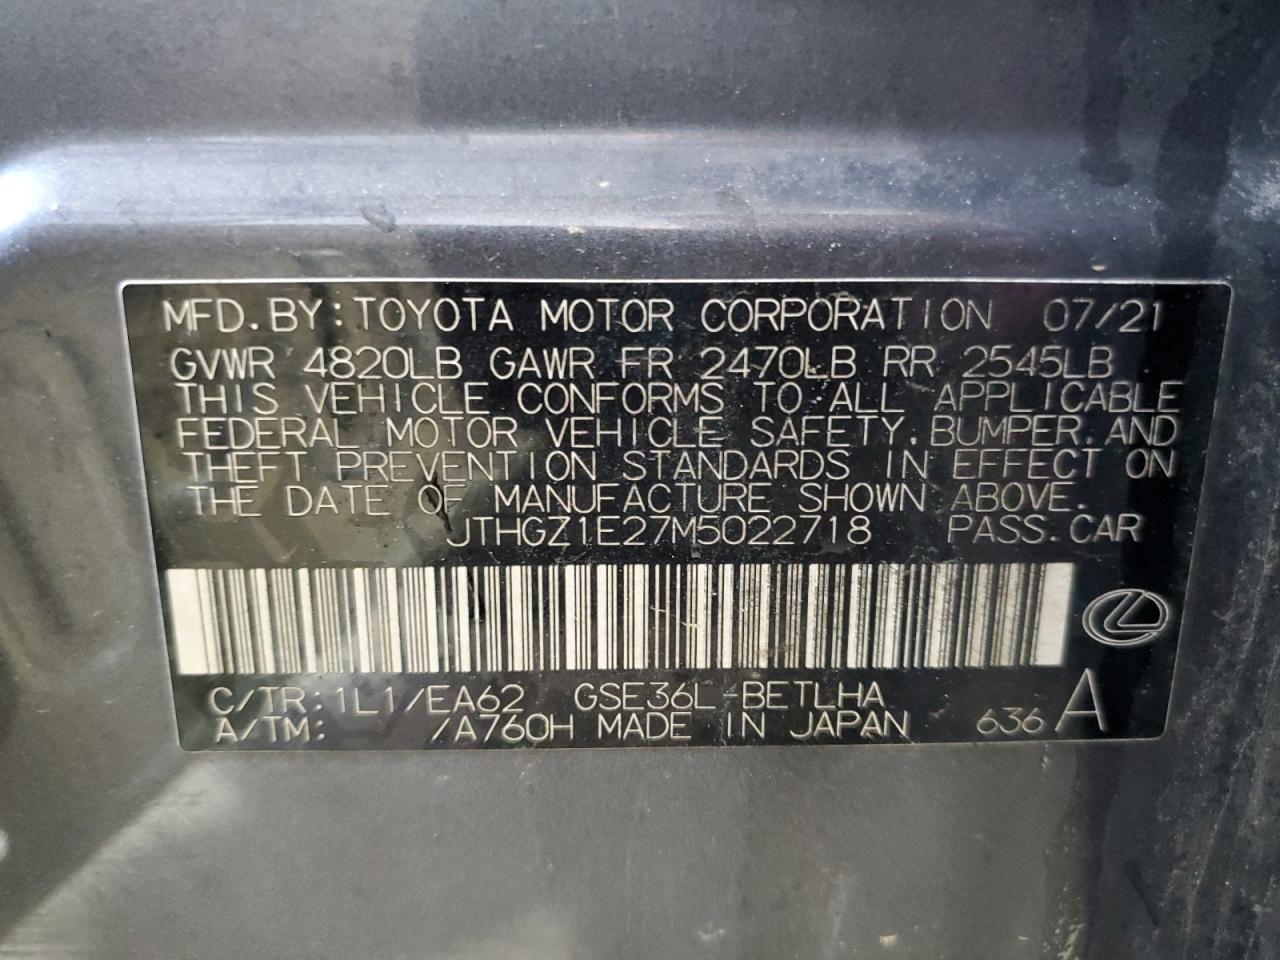 MFD.BY:TOYOTA MOTOR CORPORATION 07/21
GVWR 4820LB GAWR FR 2470LB RR 2545LB
THIS VEHICLE CONFORMS TO ALL APPLICABLE
FEDERAL MOTOR VEHICLE SAFETY, BUMPER, AND
THEFT PREVENTION STANDARDS IN EFFECT ON
THE DATE OF MANUFACTURE SHOWN ABOVE.
JTHGZ1E27M5022718 PASS.CAR
C/TR:1L1/EA62 GSE36L-BETLHA
A/TM: /A760H MADE IN JAPAN 636 A